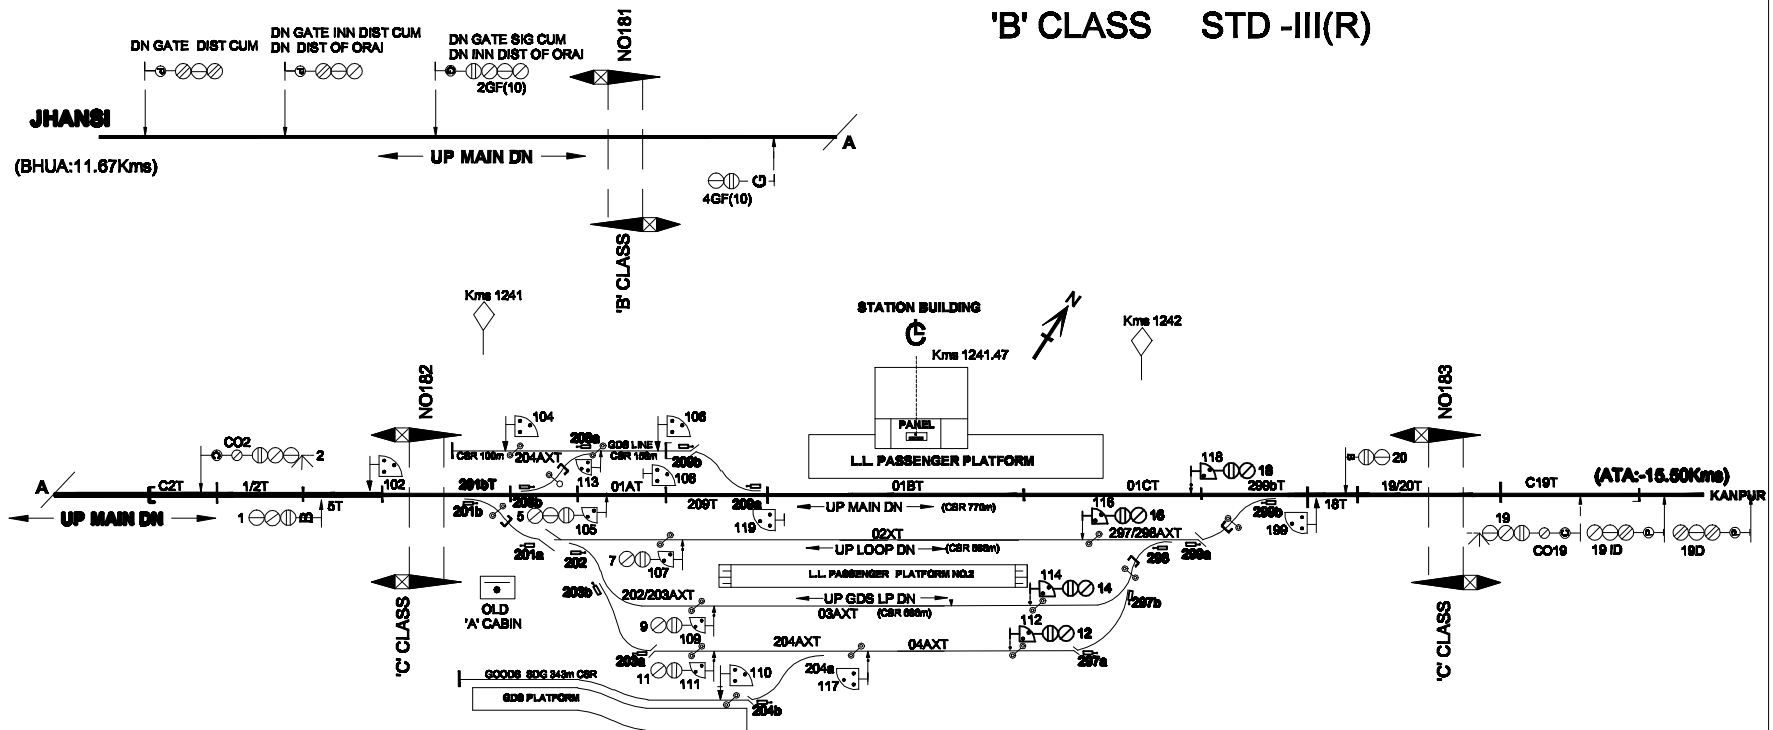 'B' CLASS STD -III(R)
DN GATE DIST CUM
DN GATE INN DIST CUM
DN DIST OF ORAI
DN GATE SIG CUM
DN INN DIST OF ORAI
2GF(10)
NO181
JHANSI
(BHUA:11.67Kms)
UP MAIN DN
A
G
4GF(10)
'B' CLASS
Kms 1241
STATION BUILDING
C
L
Kms 1241.47
N
Kms 1242
NO182
NO183
PANEL
L.L. PASSENGER PLATFORM
104
106
CO2
2
GDS LINE
CSR 100m
204AXT
209b
113
108
118
18
20
(ATA:-15.50Kms)
A
C2T
1/2T
102
201bT
01AT
209T
209a
01BT
01CT
299bT
18T
19/20T
C19T
KANPUR
UP MAIN DN
1
5T
201b
5
105
119
UP MAIN DN
(CSR 770m)
116
16
299b
199
19
CO19
19 ID
19D
02XT
297/298AXT
201a
202
7
107
UP LOOP DN
298
299a
L.L. PASSENGER PLATFORM NO.2
114
14
OLD
'A' CABIN
203b
202/203AXT
UP GDS LP DN
03AXT
297b
9
109
112
12
204AXT
04AXT
203a
297a
'C' CLASS
'C' CLASS
11
111
110
204a
117
GOODS SDG 343m CSR
GDS PLATFORM
204b